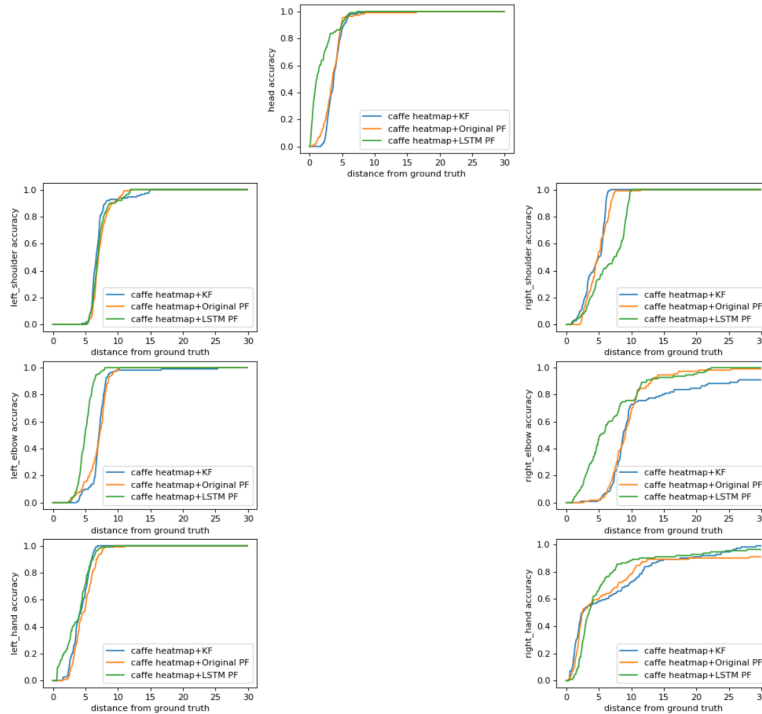 1.0
0.8
0.6
0.4
0.2
0.0
head accuracy
caffe heatmap+KF
caffe heatmap+Original PF
caffe heatmap+LSTM PF
0 5 10 15 20 25 30
distance from ground truth
1.0
0.8
0.6
0.4
0.2
0.0
left_shoulder accuracy
caffe heatmap+KF
caffe heatmap+Original PF
caffe heatmap+LSTM PF
0 5 10 15 20 25 30
distance from ground truth
1.0
0.8
0.6
0.4
0.2
0.0
right_shoulder accuracy
caffe heatmap+KF
caffe heatmap+Original PF
caffe heatmap+LSTM PF
0 5 10 15 20 25 30
distance from ground truth
1.0
0.8
0.6
0.4
0.2
0.0
left_elbow accuracy
caffe heatmap+KF
caffe heatmap+Original PF
caffe heatmap+LSTM PF
0 5 10 15 20 25 30
distance from ground truth
1.0
0.8
0.6
0.4
0.2
0.0
right_elbow accuracy
caffe heatmap+KF
caffe heatmap+Original PF
caffe heatmap+LSTM PF
0 5 10 15 20 25 30
distance from ground truth
1.0
0.8
0.6
0.4
0.2
0.0
left_hand accuracy
caffe heatmap+KF
caffe heatmap+Original PF
caffe heatmap+LSTM PF
0 5 10 15 20 25 30
distance from ground truth
1.0
0.8
0.6
0.4
0.2
0.0
right_hand accuracy
caffe heatmap+KF
caffe heatmap+Original PF
caffe heatmap+LSTM PF
0 5 10 15 20 25 30
distance from ground truth